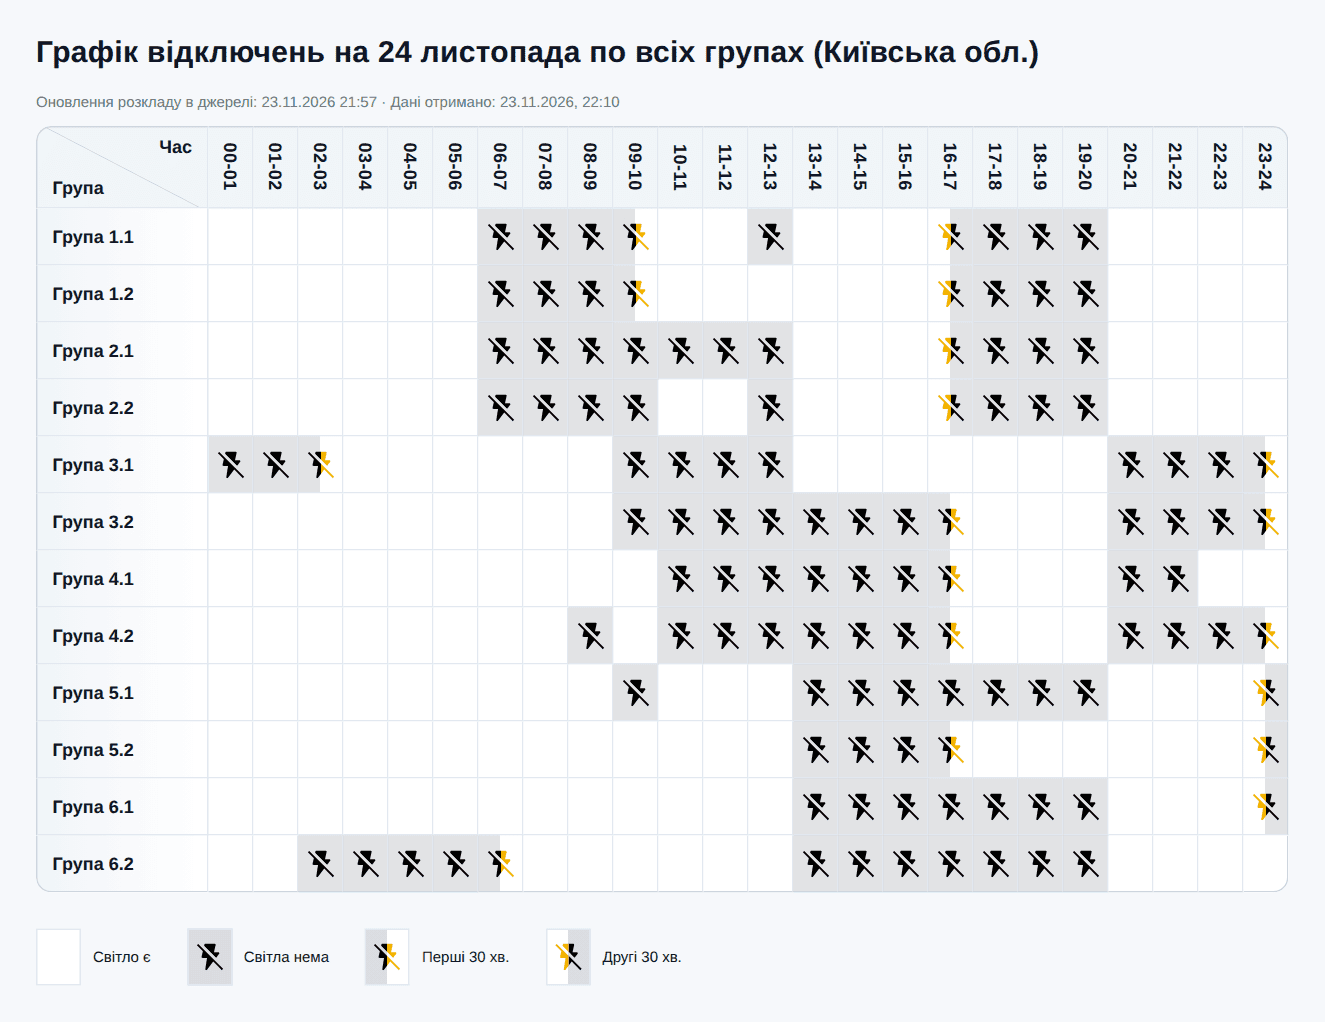 Графік відключень на 24 листопада по всіх групах (Київська обл.)
Оновлення розкладу в джерелі: 23.11.2026 21:57 · Дані отримано: 23.11.2026, 22:10
Час
Група
00-01 01-02 02-03 03-04 04-05 05-06 06-07 07-08 08-09 09-10 10-11 11-12 12-13 13-14 14-15 15-16 16-17 17-18 18-19 19-20 20-21 21-22 22-23 23-24
Група 1.1
Група 1.2
Група 2.1
Група 2.2
Група 3.1
Група 3.2
Група 4.1
Група 4.2
Група 5.1
Група 5.2
Група 6.1
Група 6.2
Світло є Світла нема Перші 30 хв. Другі 30 хв.